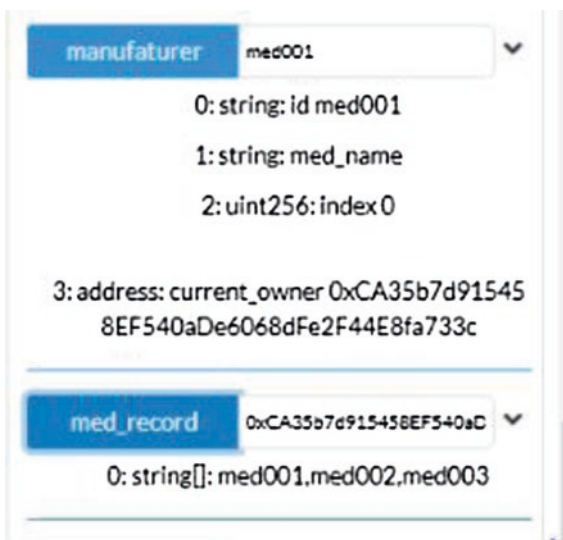 manufaturer med001
0: string: id med001
1: string: med_name
2: uint256: index 0
3: address: current_owner 0xCA35b7d91545
8EF540aDe6068dFe2F44E8fa733c
med_record 0xCA35b7d915458EF540aD
0: string[]: med001,med002,med003